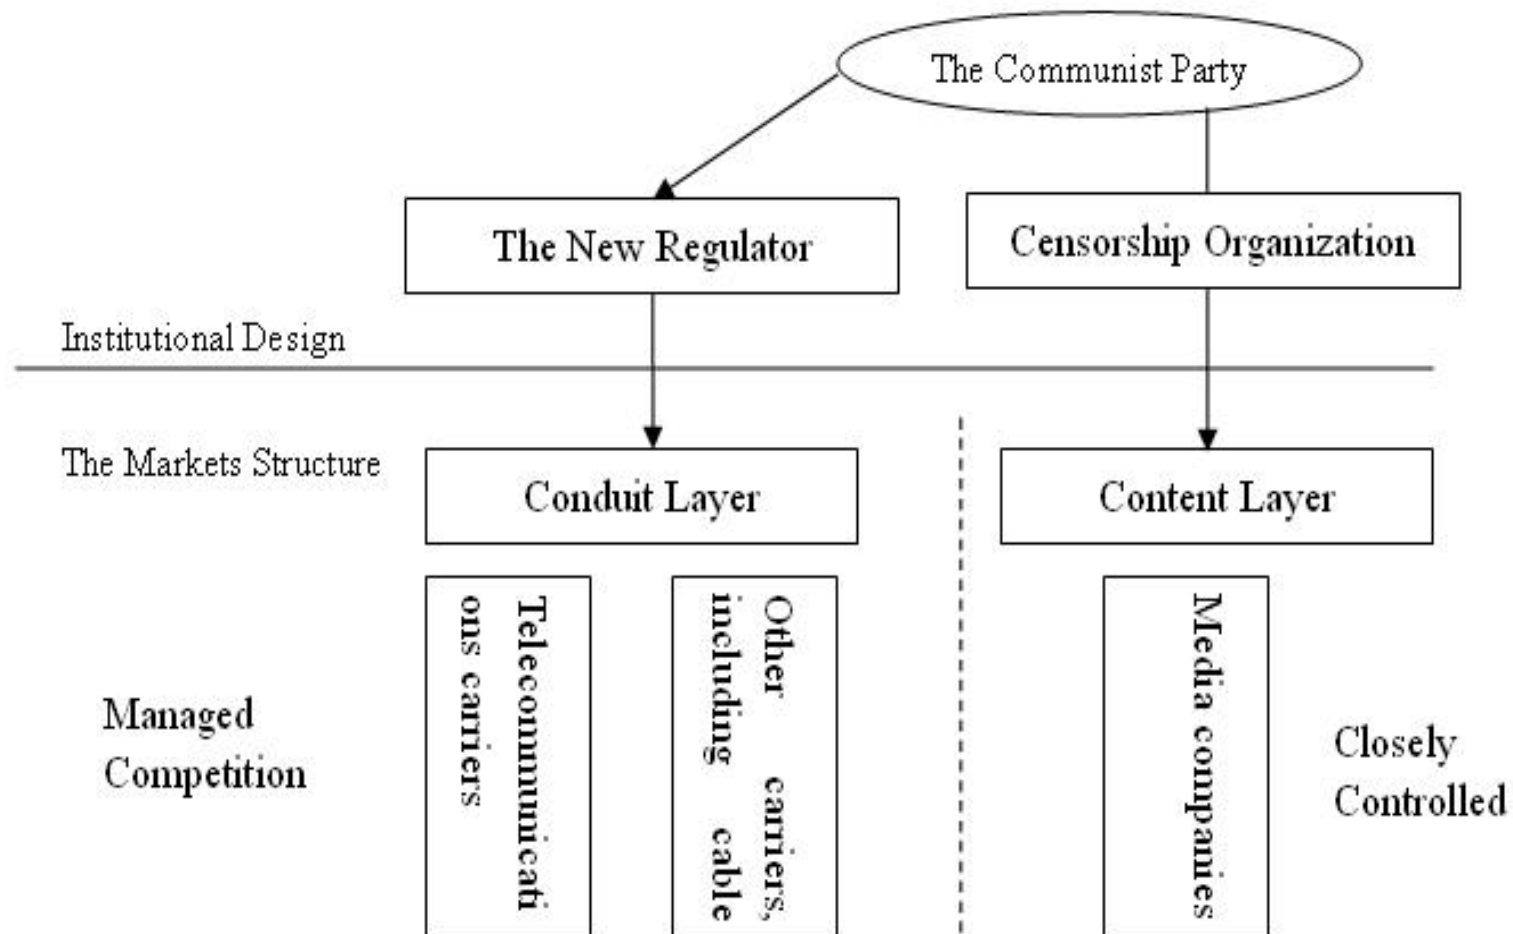 The Communist Party
The New Regulator
Censorship Organization
Institutional Design
The Markets Structure
Conduit Layer
Content Layer
Telecommunicati
ons carriers
Other carriers,
including cable
Media companies
Managed
Competition
Closely
Controlled